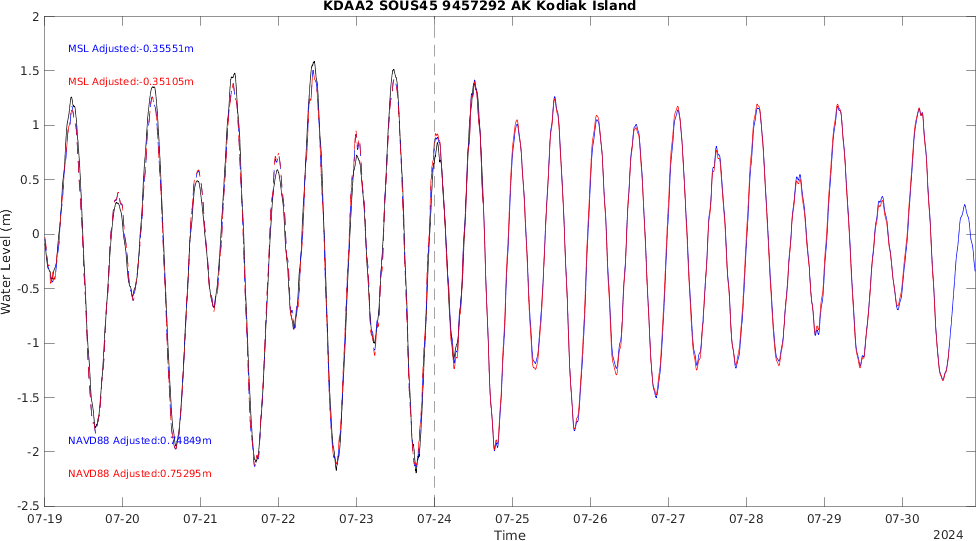 KDAA2 SOUS45 9457292 AK Kodiak Island
2
1.5
1
0.5
0
-0.5
-1
-1.5
-2
-2.5
Water Level (m)
MSL Adjusted:-0.35551m
MSL Adjusted:-0.35105m
NAVD88 Adjusted:0.74849m
NAVD88 Adjusted:0.75295m
07-19 07-20 07-21 07-22 07-23 07-24 07-25 07-26 07-27 07-28 07-29 07-30
Time
2024